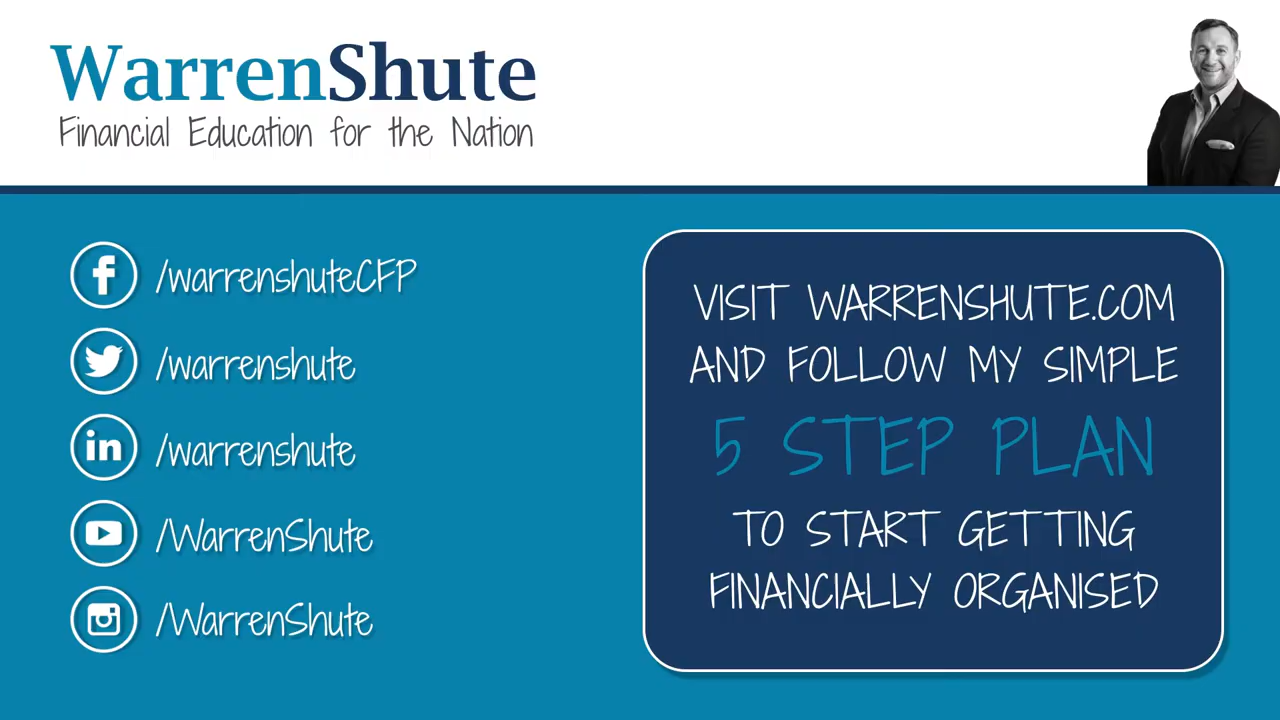 WarrenShute
Financial Education for the Nation
/warrenshuteCFP
/warrenshute
/warrenshute
/WarrenShute
/WarrenShute
VISIT WARRENSHUTE.COM
AND FOLLOW MY SIMPLE
5 STEP PLAN
TO START GETTING
FINANCIALLY ORGANISED